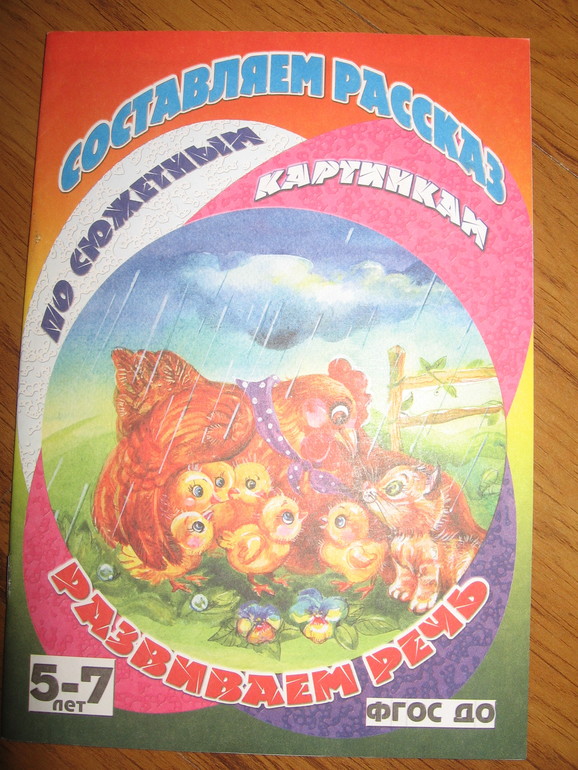 СОСТАВЛЯЕМ РАССКАЗ
ПО СЮЖЕТНЫМ
КАРТИНКАМ
РАЗВИВАЕМ РЕЧЬ
5-7
лет
ФГОС ДО